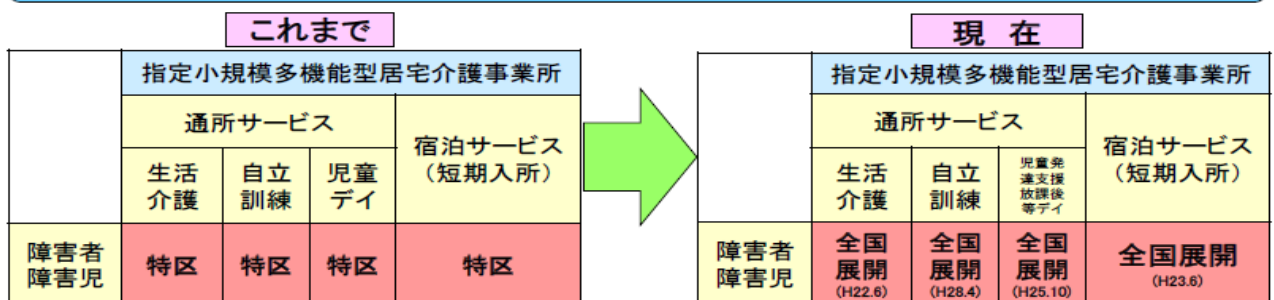 これまで
指定小規模多機能型居宅介護事業所
通所サービス
宿泊サービス
（短期入所）
生活
介護
自立
訓練
児童
デイ
障害者
障害児
特区
特区
特区
特区
現 在
指定小規模多機能型居宅介護事業所
通所サービス
宿泊サービス
（短期入所）
生活
介護
自立
訓練
児童発
達支援
放課後
等デイ
障害者
障害児
全国
展開
(H22.6)
全国
展開
(H28.4)
全国
展開
(H25.10)
全国展開
(H23.6)